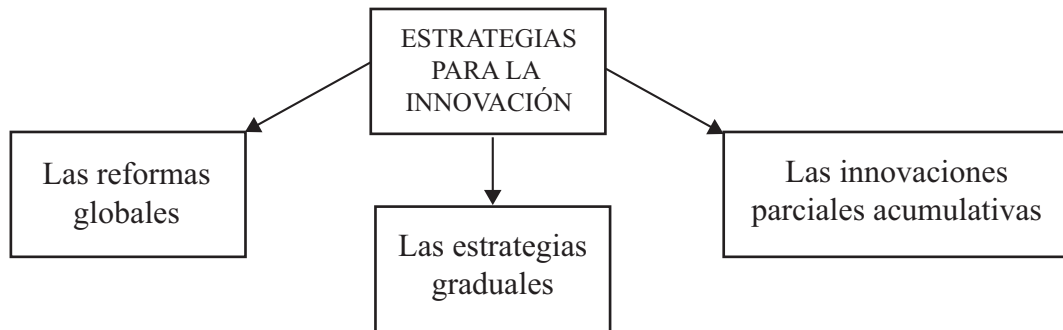 ESTRATEGIAS
PARA LA
INNOVACIÓN
Las reformas
globales
Las estrategias
graduales
Las innovaciones
parciales acumulativas